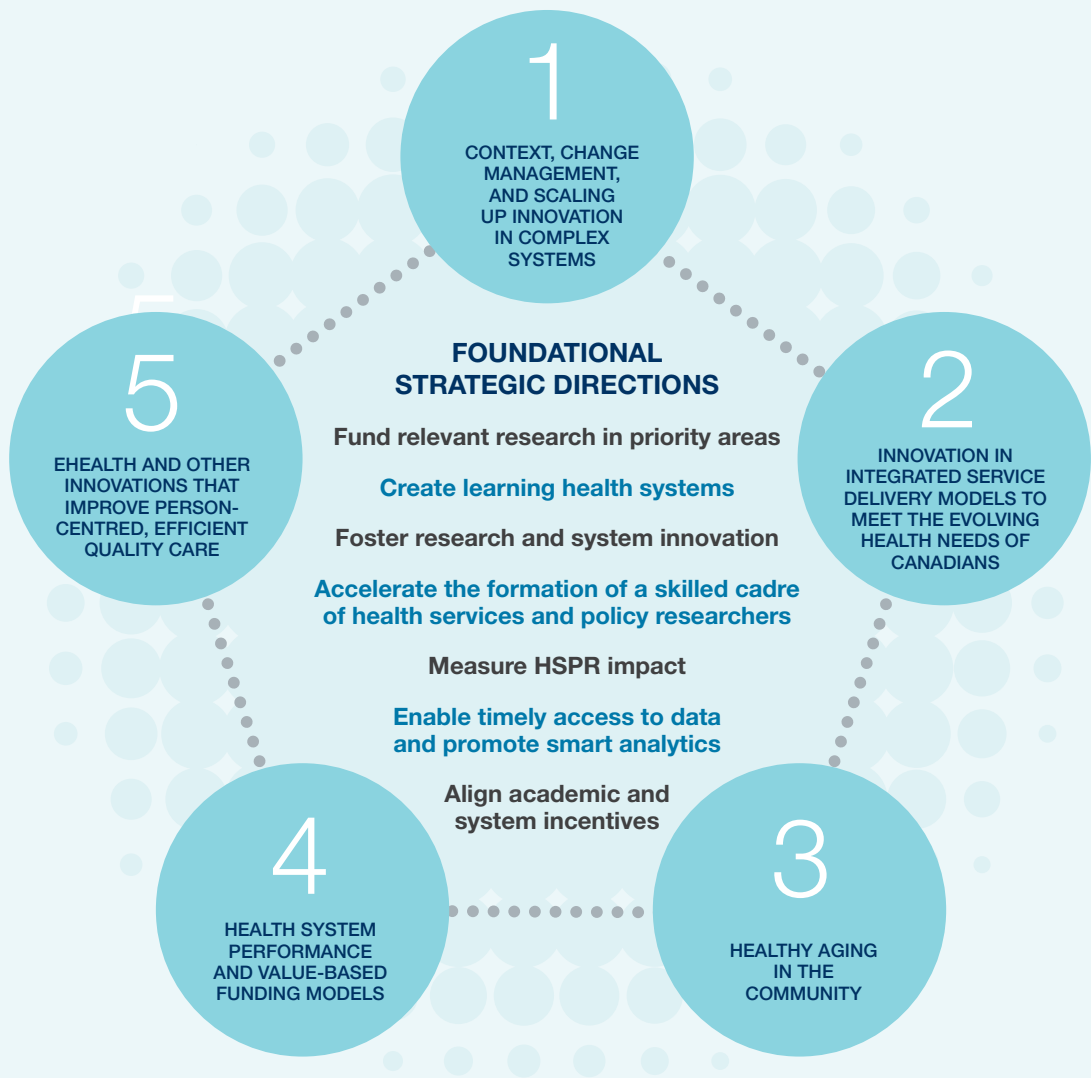 1
CONTEXT, CHANGE
MANAGEMENT,
AND SCALING
UP INNOVATION
IN COMPLEX
SYSTEMS
2
INNOVATION IN
INTEGRATED SERVICE
DELIVERY MODELS TO
MEET THE EVOLVING
HEALTH NEEDS OF
CANADIANS
3
HEALTHY AGING
IN THE
COMMUNITY
4
HEALTH SYSTEM
PERFORMANCE
AND VALUE-BASED
FUNDING MODELS
5
EHEALTH AND OTHER
INNOVATIONS THAT
IMPROVE PERSON-
CENTRED, EFFICIENT
QUALITY CARE
FOUNDATIONAL
STRATEGIC DIRECTIONS
Fund relevant research in priority areas
Create learning health systems
Foster research and system innovation
Accelerate the formation of a skilled cadre
of health services and policy researchers
Measure HSPR impact
Enable timely access to data
and promote smart analytics
Align academic and
system incentives